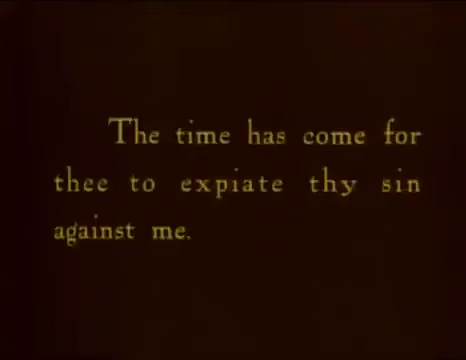 The time has come for
thee to expiate thy sin
against me.